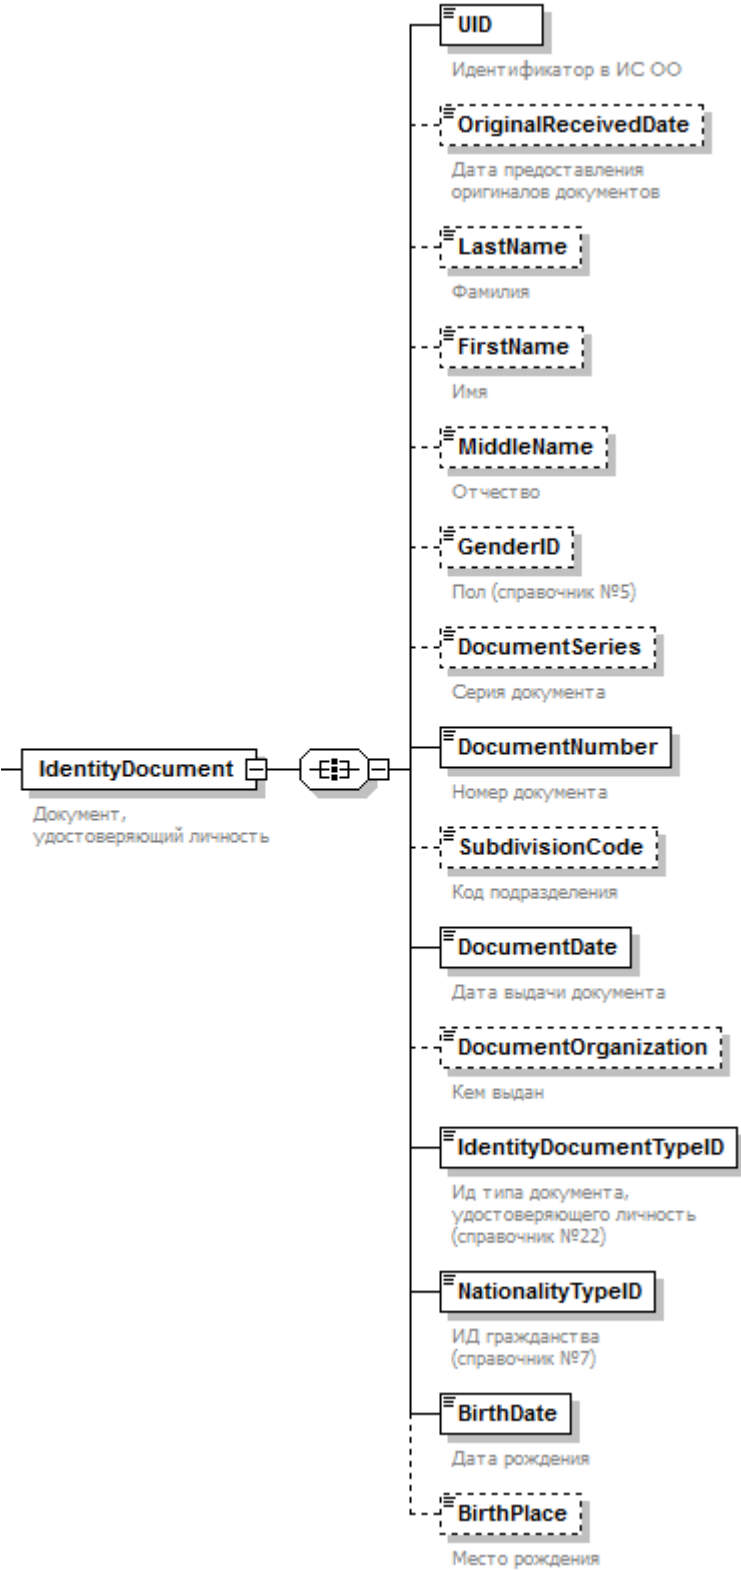 UID
Идентификатор в ИС ОО
OriginalReceivedDate
Дата предоставления
оригиналов документов
LastName
Фамилия
FirstName
Имя
MiddleName
Отчество
GenderID
Пол (справочник №5)
DocumentSeries
Серия документа
IdentityDocument
Документ,
удостоверяющий личность
DocumentNumber
Номер документа
SubdivisionCode
Код подразделения
DocumentDate
Дата выдачи документа
DocumentOrganization
Кем выдан
IdentityDocumentTypeID
Ид типа документа,
удостоверяющего личность
(справочник №22)
NationalityTypeID
ИД гражданства
(справочник №7)
BirthDate
Дата рождения
BirthPlace
Место рождения